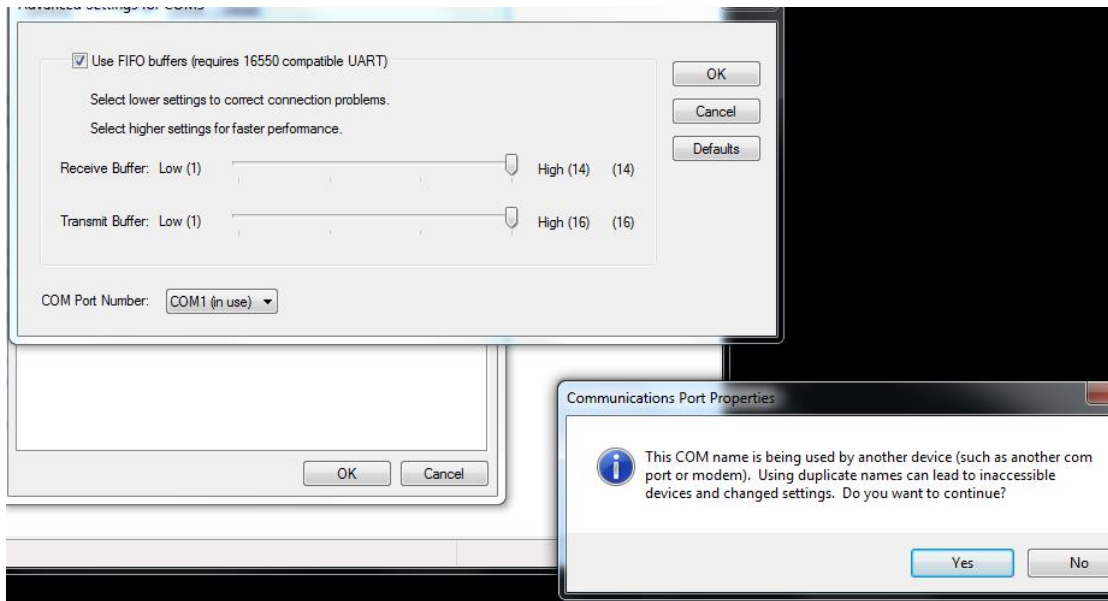 Advanced Settings for COM3
Use FIFO buffers (requires 16550 compatible UART)
OK
Select lower settings to correct connection problems.
Cancel
Select higher settings for faster performance.
Defaults
Receive Buffer: Low (1) High (14) (14)
Transmit Buffer: Low (1) High (16) (16)
COM Port Number: COM1 (in use)
OK Cancel
Communications Port Properties
This COM name is being used by another device (such as another com
port or modem). Using duplicate names can lead to inaccessible
devices and changed settings. Do you want to continue?
Yes No